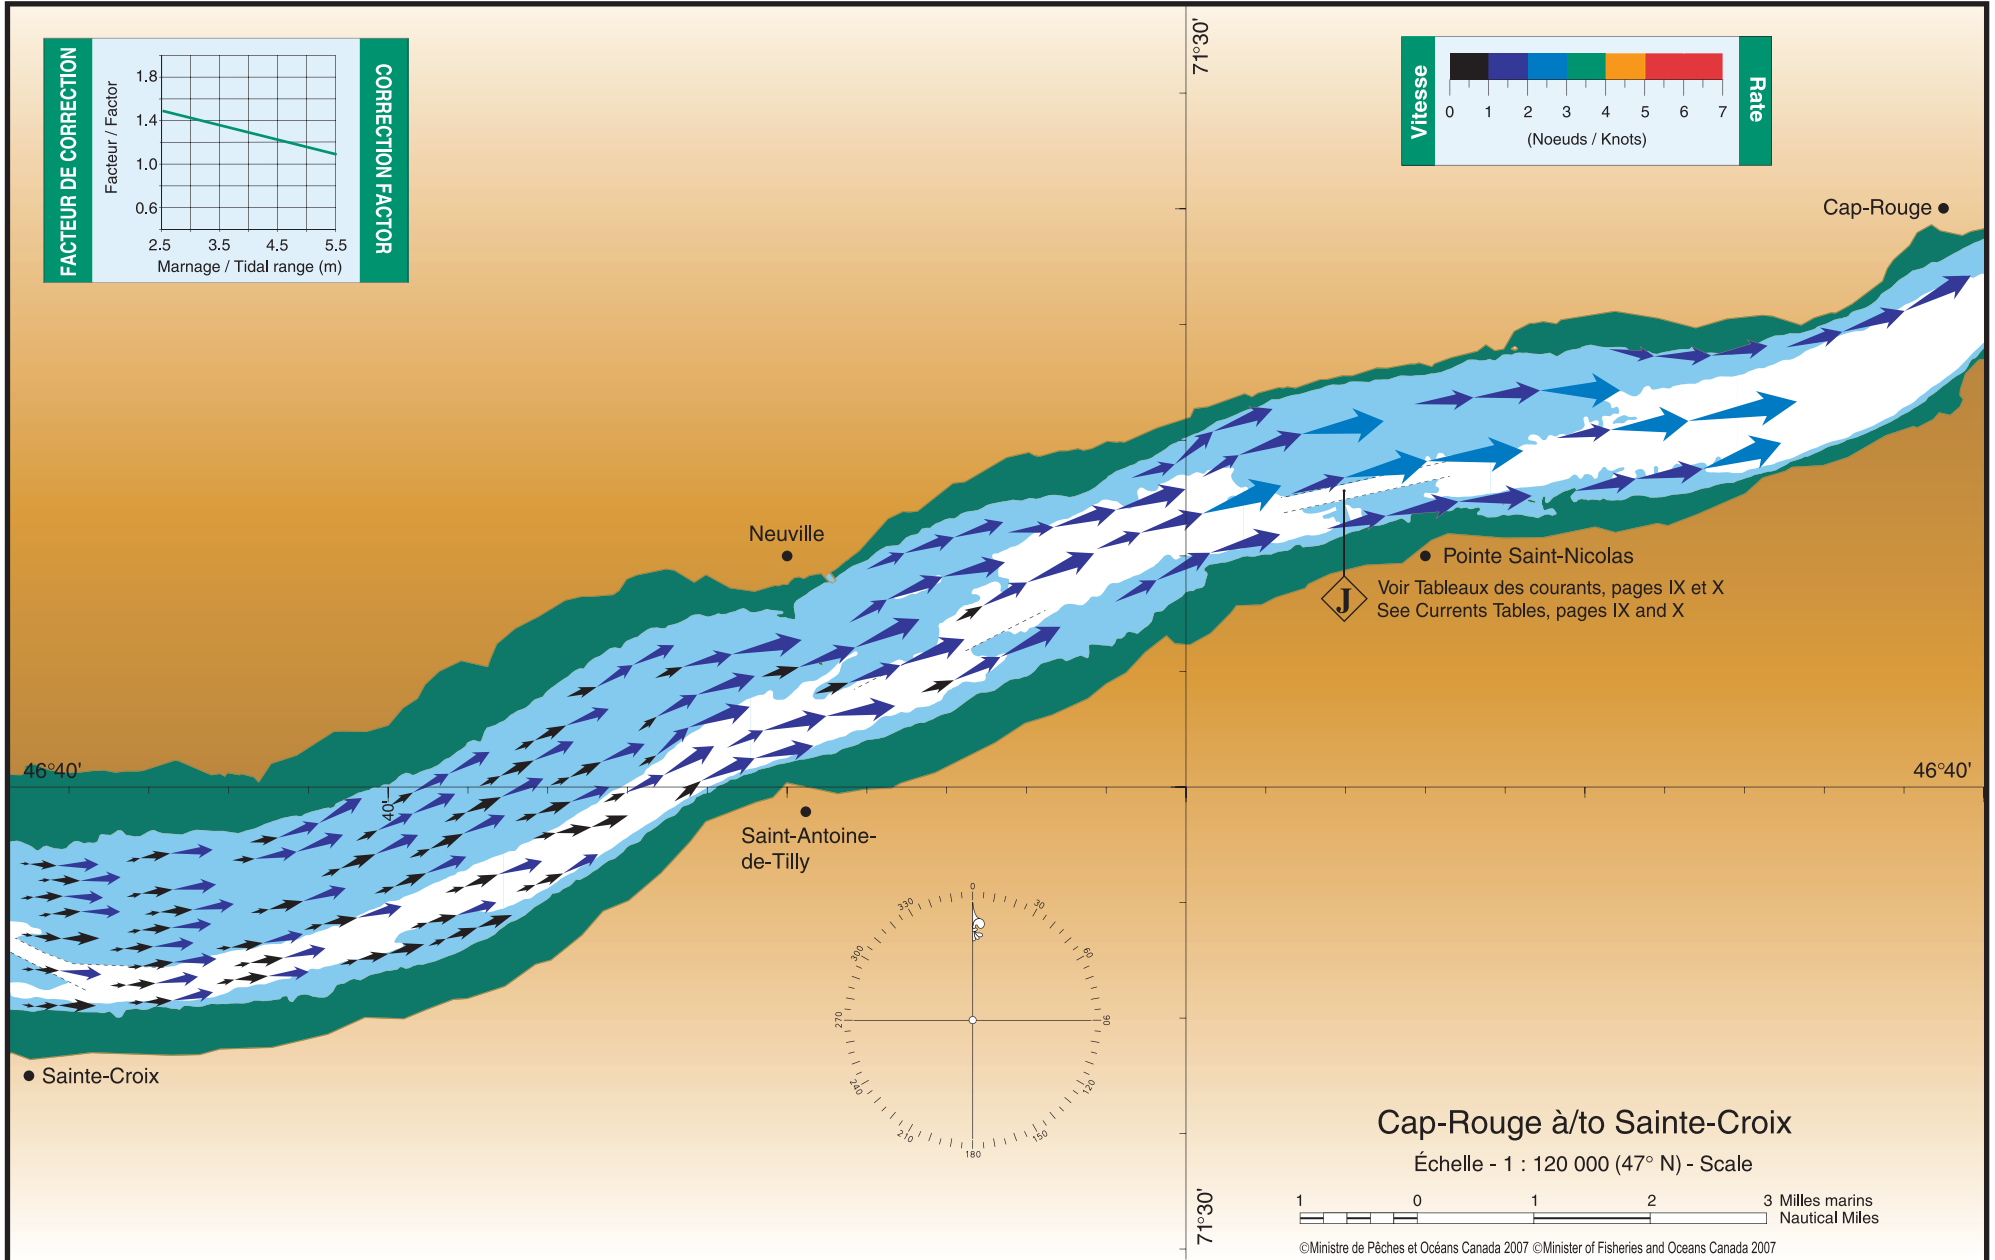 FACTEUR DE CORRECTION
Facteur / Factor
1.8
1.4
1.0
0.6
2.5 3.5 4.5 5.5
Marnage / Tidal range (m)
CORRECTION FACTOR
71°30'
Vitesse
0 1 2 3 4 5 6 7
(Noeuds / Knots)
Rate
Cap-Rouge
Neuville
Pointe Saint-Nicolas
J
Voir Tableaux des courants, pages IX et X
See Currents Tables, pages IX and X
46°40'
46°40'
40'
Saint-Antoine-
de-Tilly
0
30
60
90
120
150
180
210
240
270
300
330
Sainte-Croix
Cap-Rouge à/to Sainte-Croix
Échelle - 1 : 120 000 (47° N) - Scale
71°30'
1 0 1 2 3 Milles marins
Nautical Miles
©Ministre de Pêches et Océans Canada 2007 ©Minister of Fisheries and Oceans Canada 2007